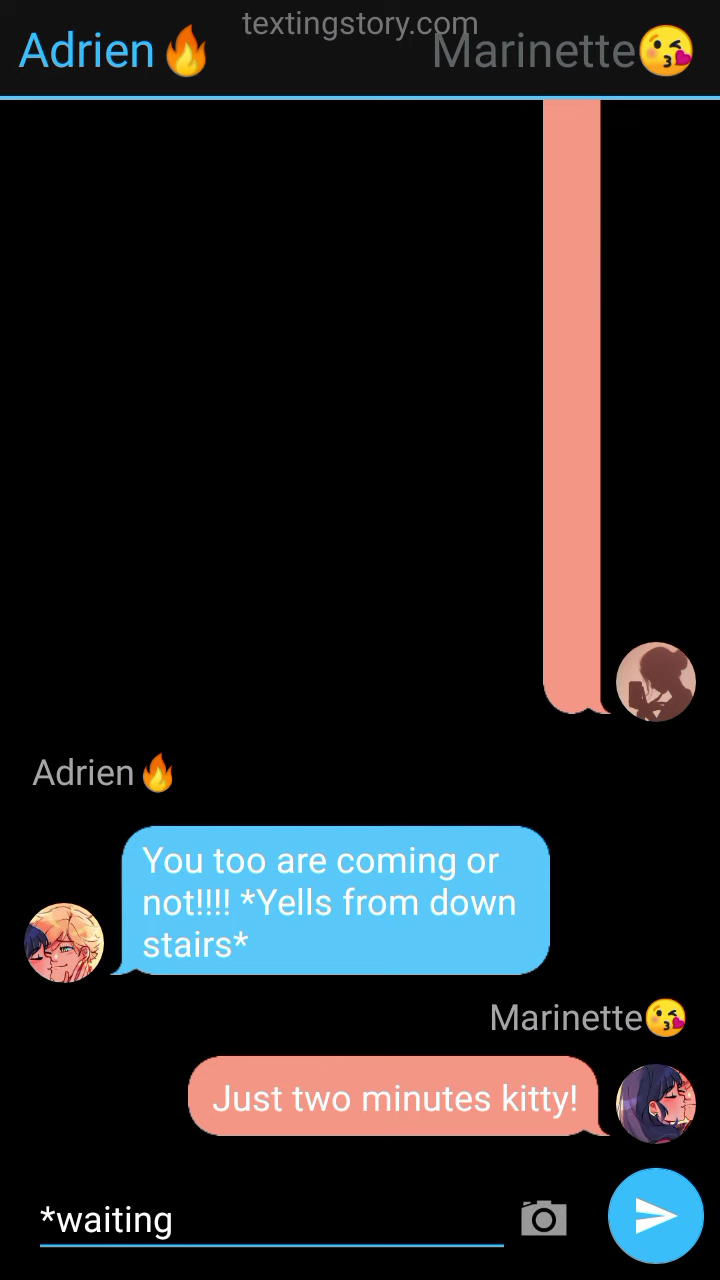 textingstory.com
Adrien🔥 Marinette😘
Adrien🔥
You too are coming or
not!!!! *Yells from down
stairs*
Marinette😘
Just two minutes kitty!
*waiting